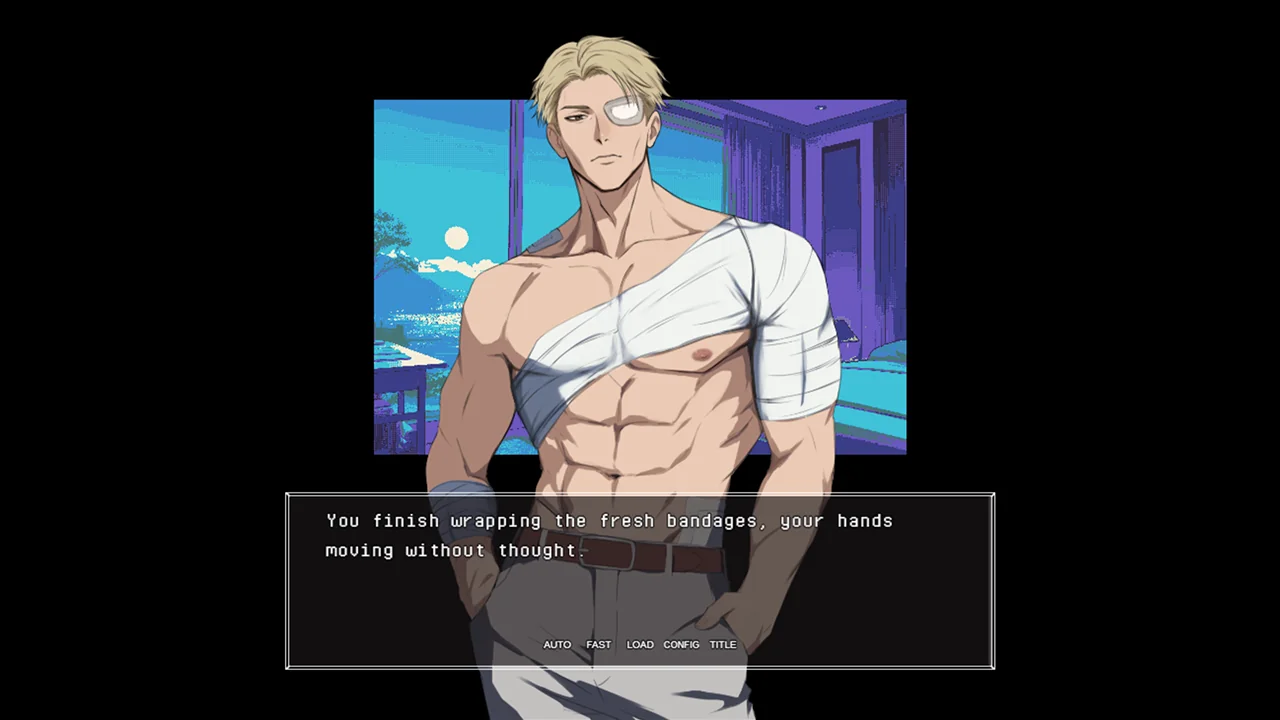 You finish wrapping the fresh bandages, your hands
moving without thought.
AUTO FAST LOAD CONFIG TITLE